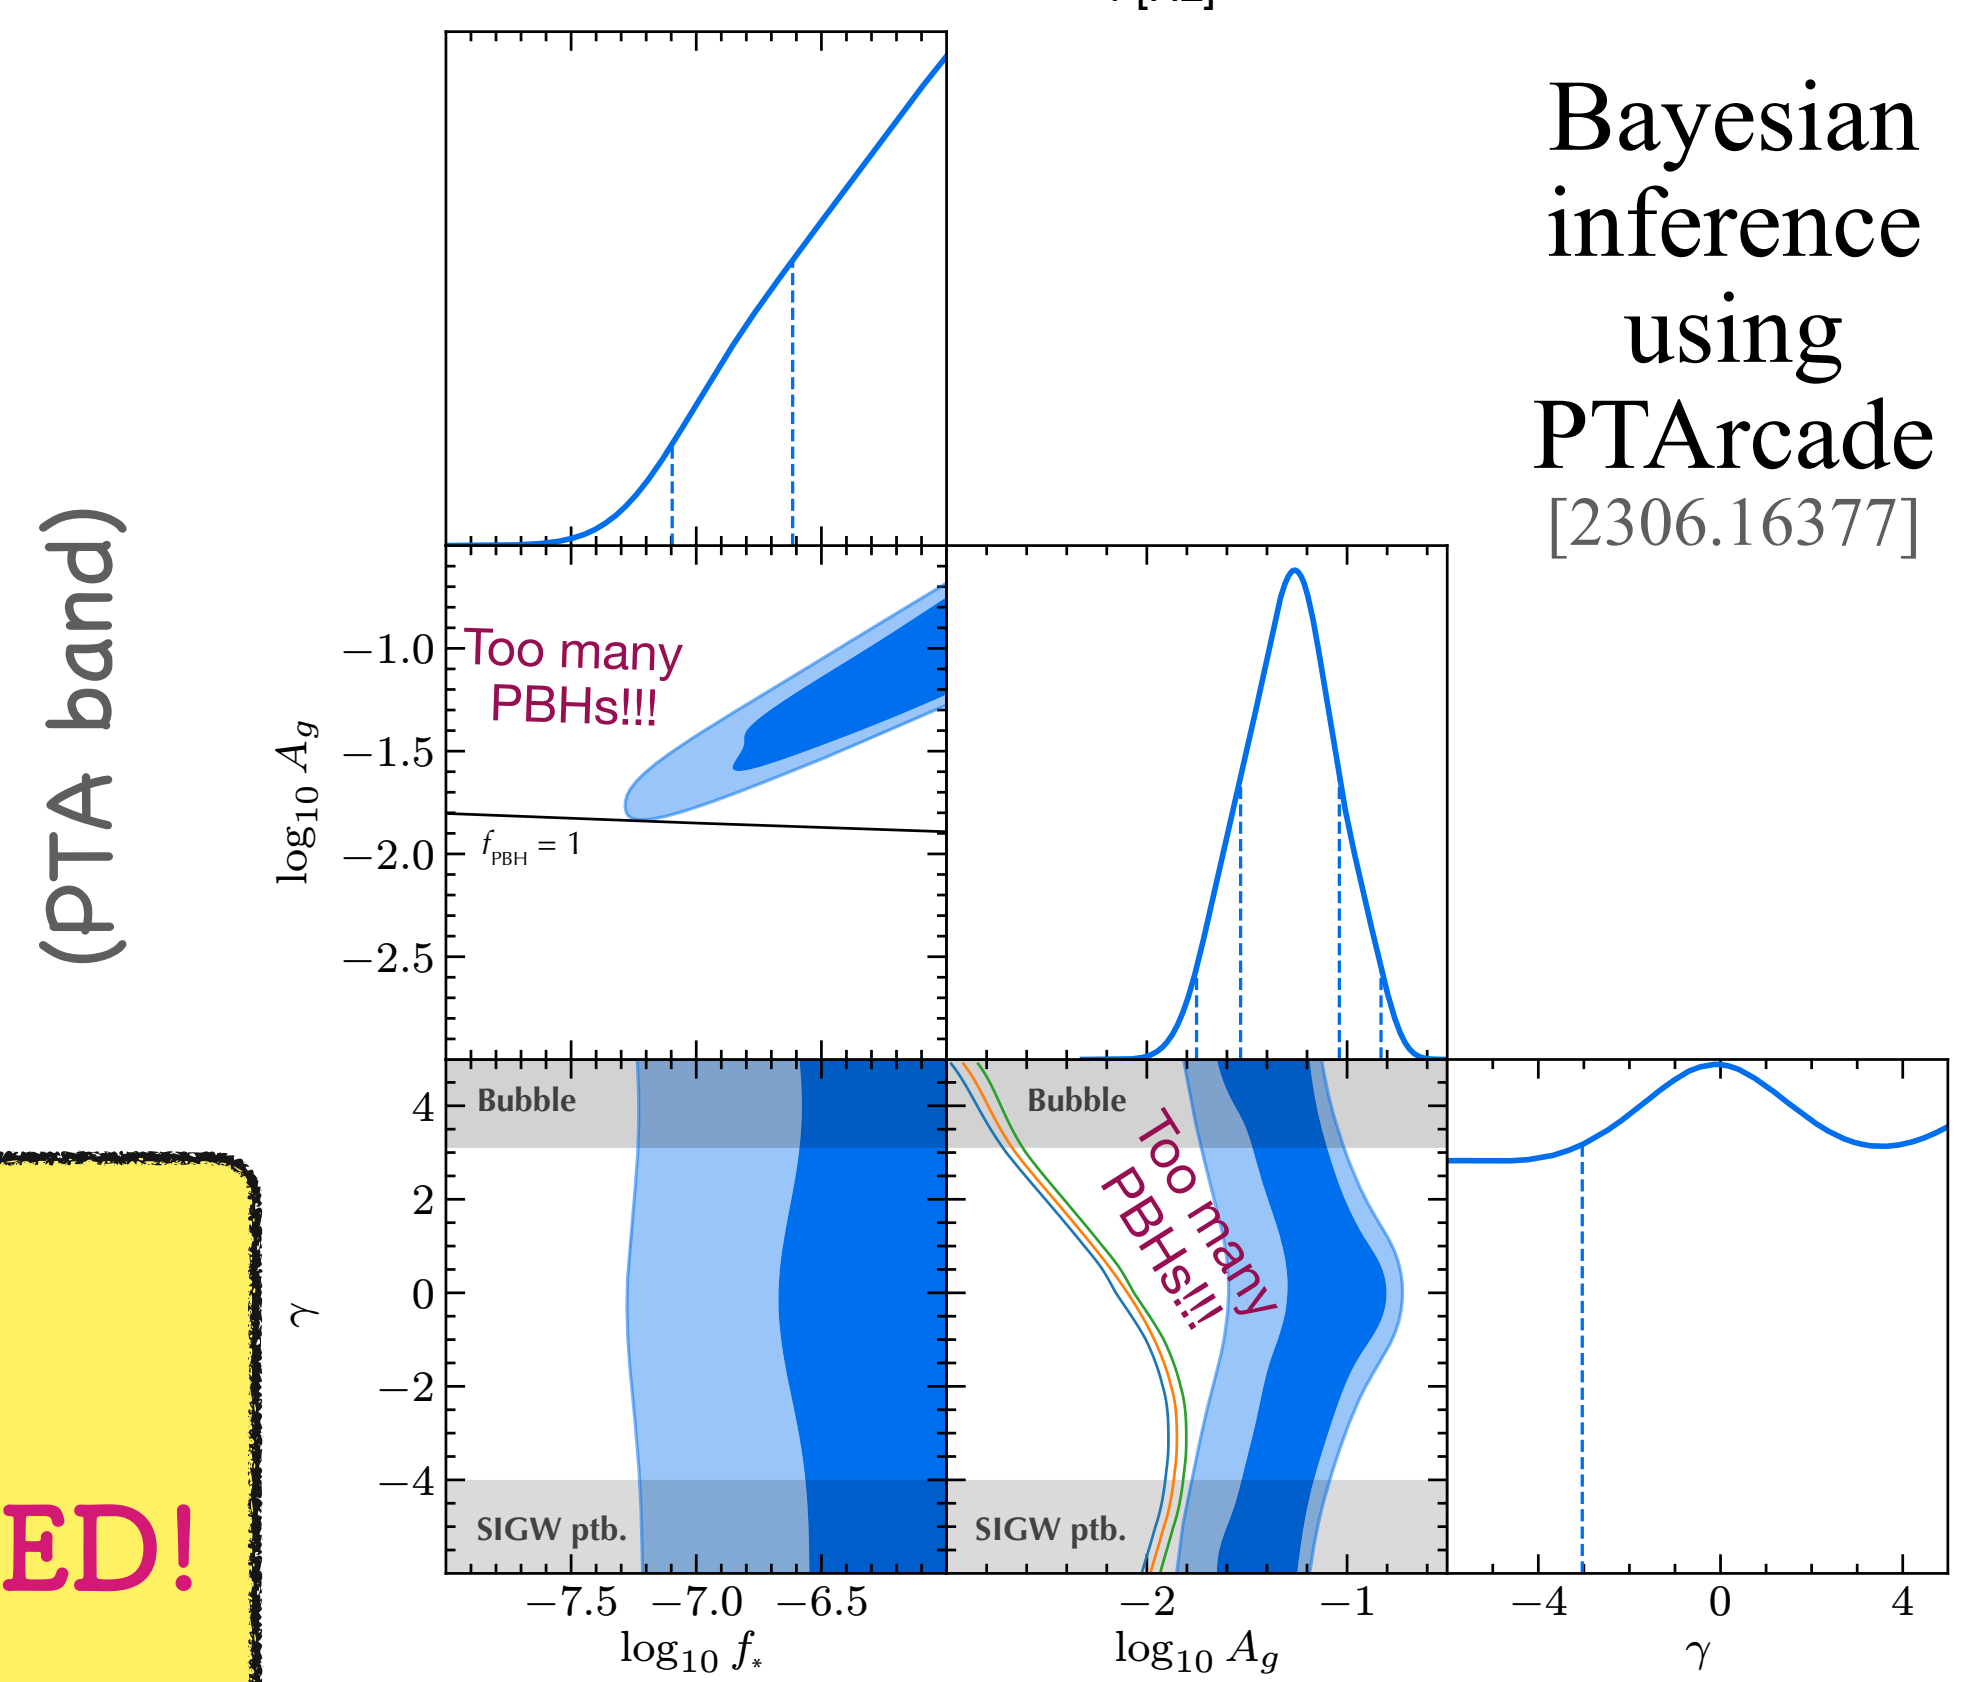 Bayesian
inference
using
PTArcade
[2306.16377]
(PTA band)
Too many
PBHs!!!
f_PBH = 1
log₁₀ A_g
−1.0
−1.5
−2.0
−2.5
Bubble
SIGW ptb.
Bubble
Too many
PBHs!!!
SIGW ptb.
γ
4
2
0
−2
−4
−7.5 −7.0 −6.5
log₁₀ f_*
−2 −1
log₁₀ A_g
−4 0 4
γ
ED!